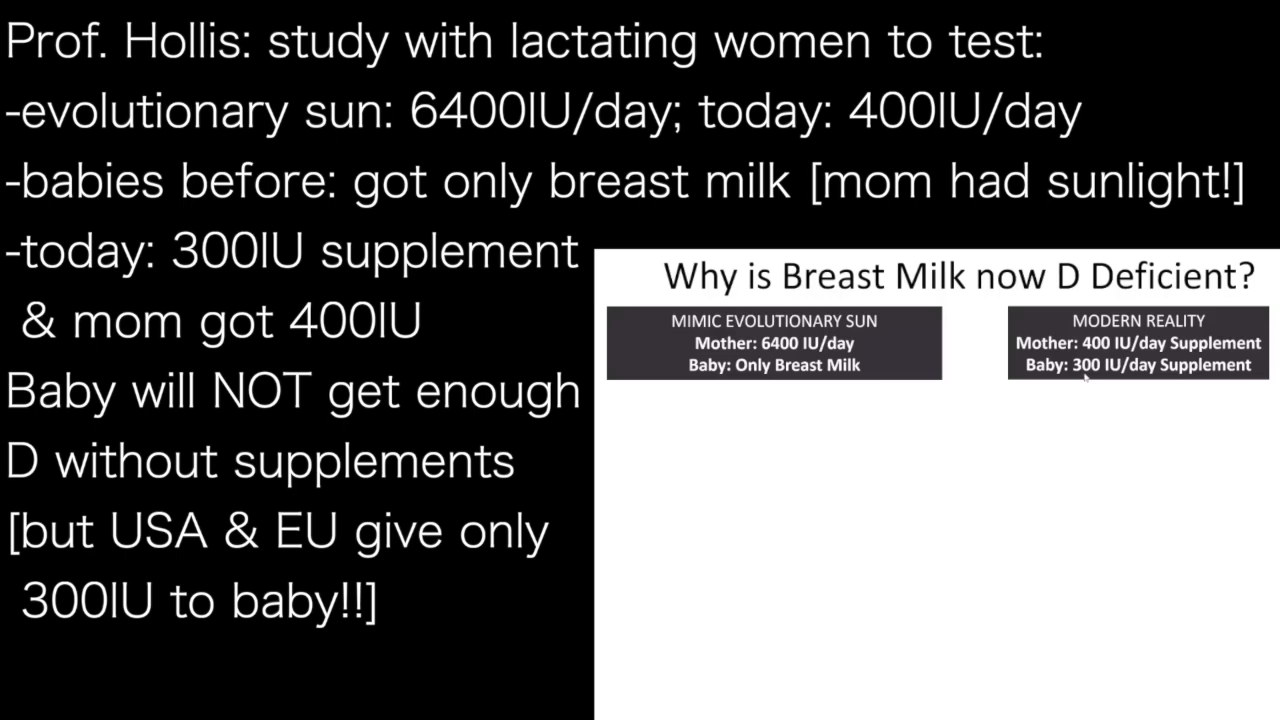 Prof. Hollis: study with lactating women to test:
-evolutionary sun: 6400IU/day; today: 400IU/day
-babies before: got only breast milk [mom had sunlight!]
-today: 300IU supplement
& mom got 400IU
Baby will NOT get enough
D without supplements
[but USA & EU give only
300IU to baby!!]
Why is Breast Milk now D Deficient?
MIMIC EVOLUTIONARY SUN
Mother: 6400 IU/day
Baby: Only Breast Milk
MODERN REALITY
Mother: 400 IU/day Supplement
Baby: 300 IU/day Supplement